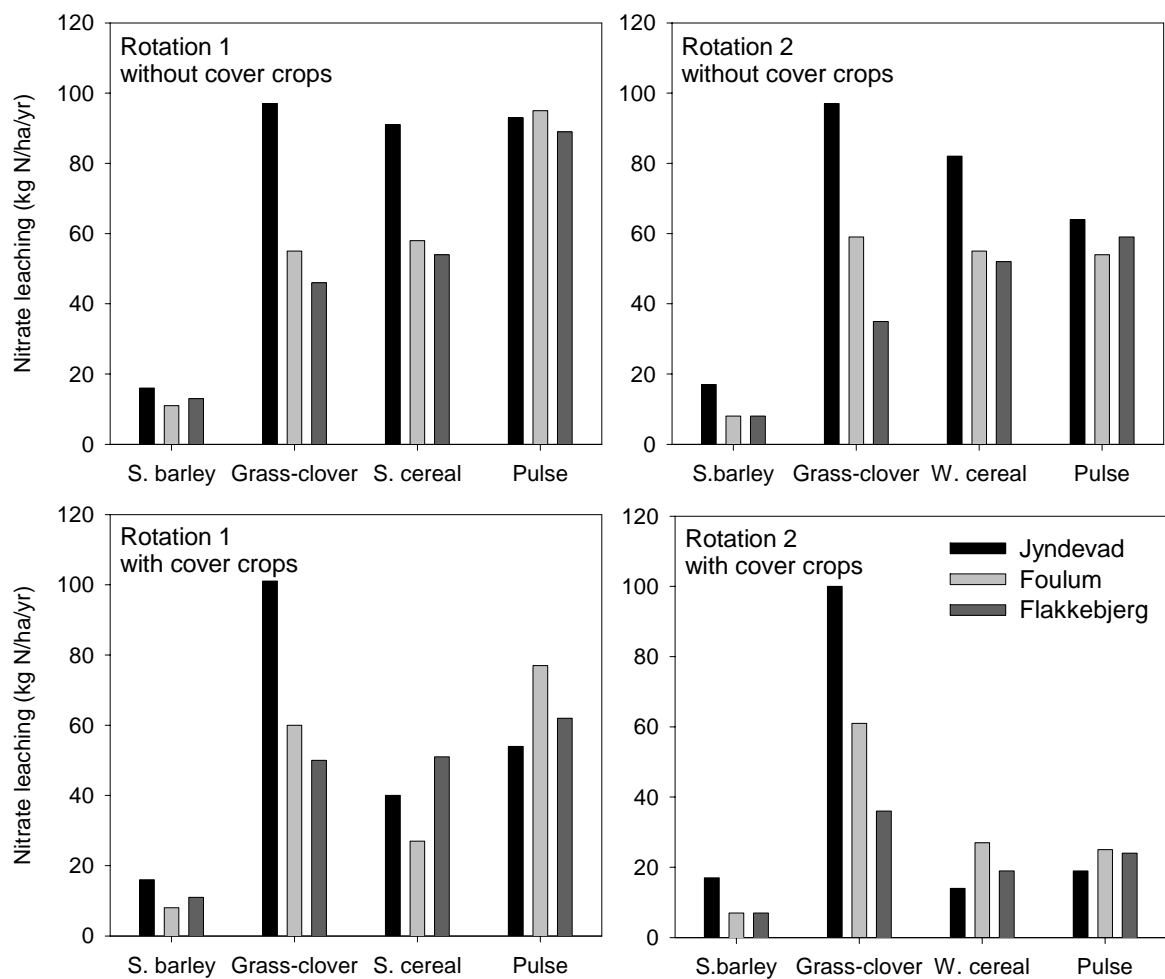 120
100
80
60
40
20
0
Nitrate leaching (kg N/ha/yr)
Rotation 1
without cover crops
S. barley Grass-clover S. cereal Pulse
120
100
80
60
40
20
0
Rotation 2
without cover crops
S.barley Grass-clover W. cereal Pulse
120
100
80
60
40
20
0
Nitrate leaching (kg N/ha/yr)
Rotation 1
with cover crops
S. barley Grass-clover S. cereal Pulse
120
100
80
60
40
20
0
Rotation 2
with cover crops
Jyndevad
Foulum
Flakkebjerg
S.barley Grass-clover W. cereal Pulse